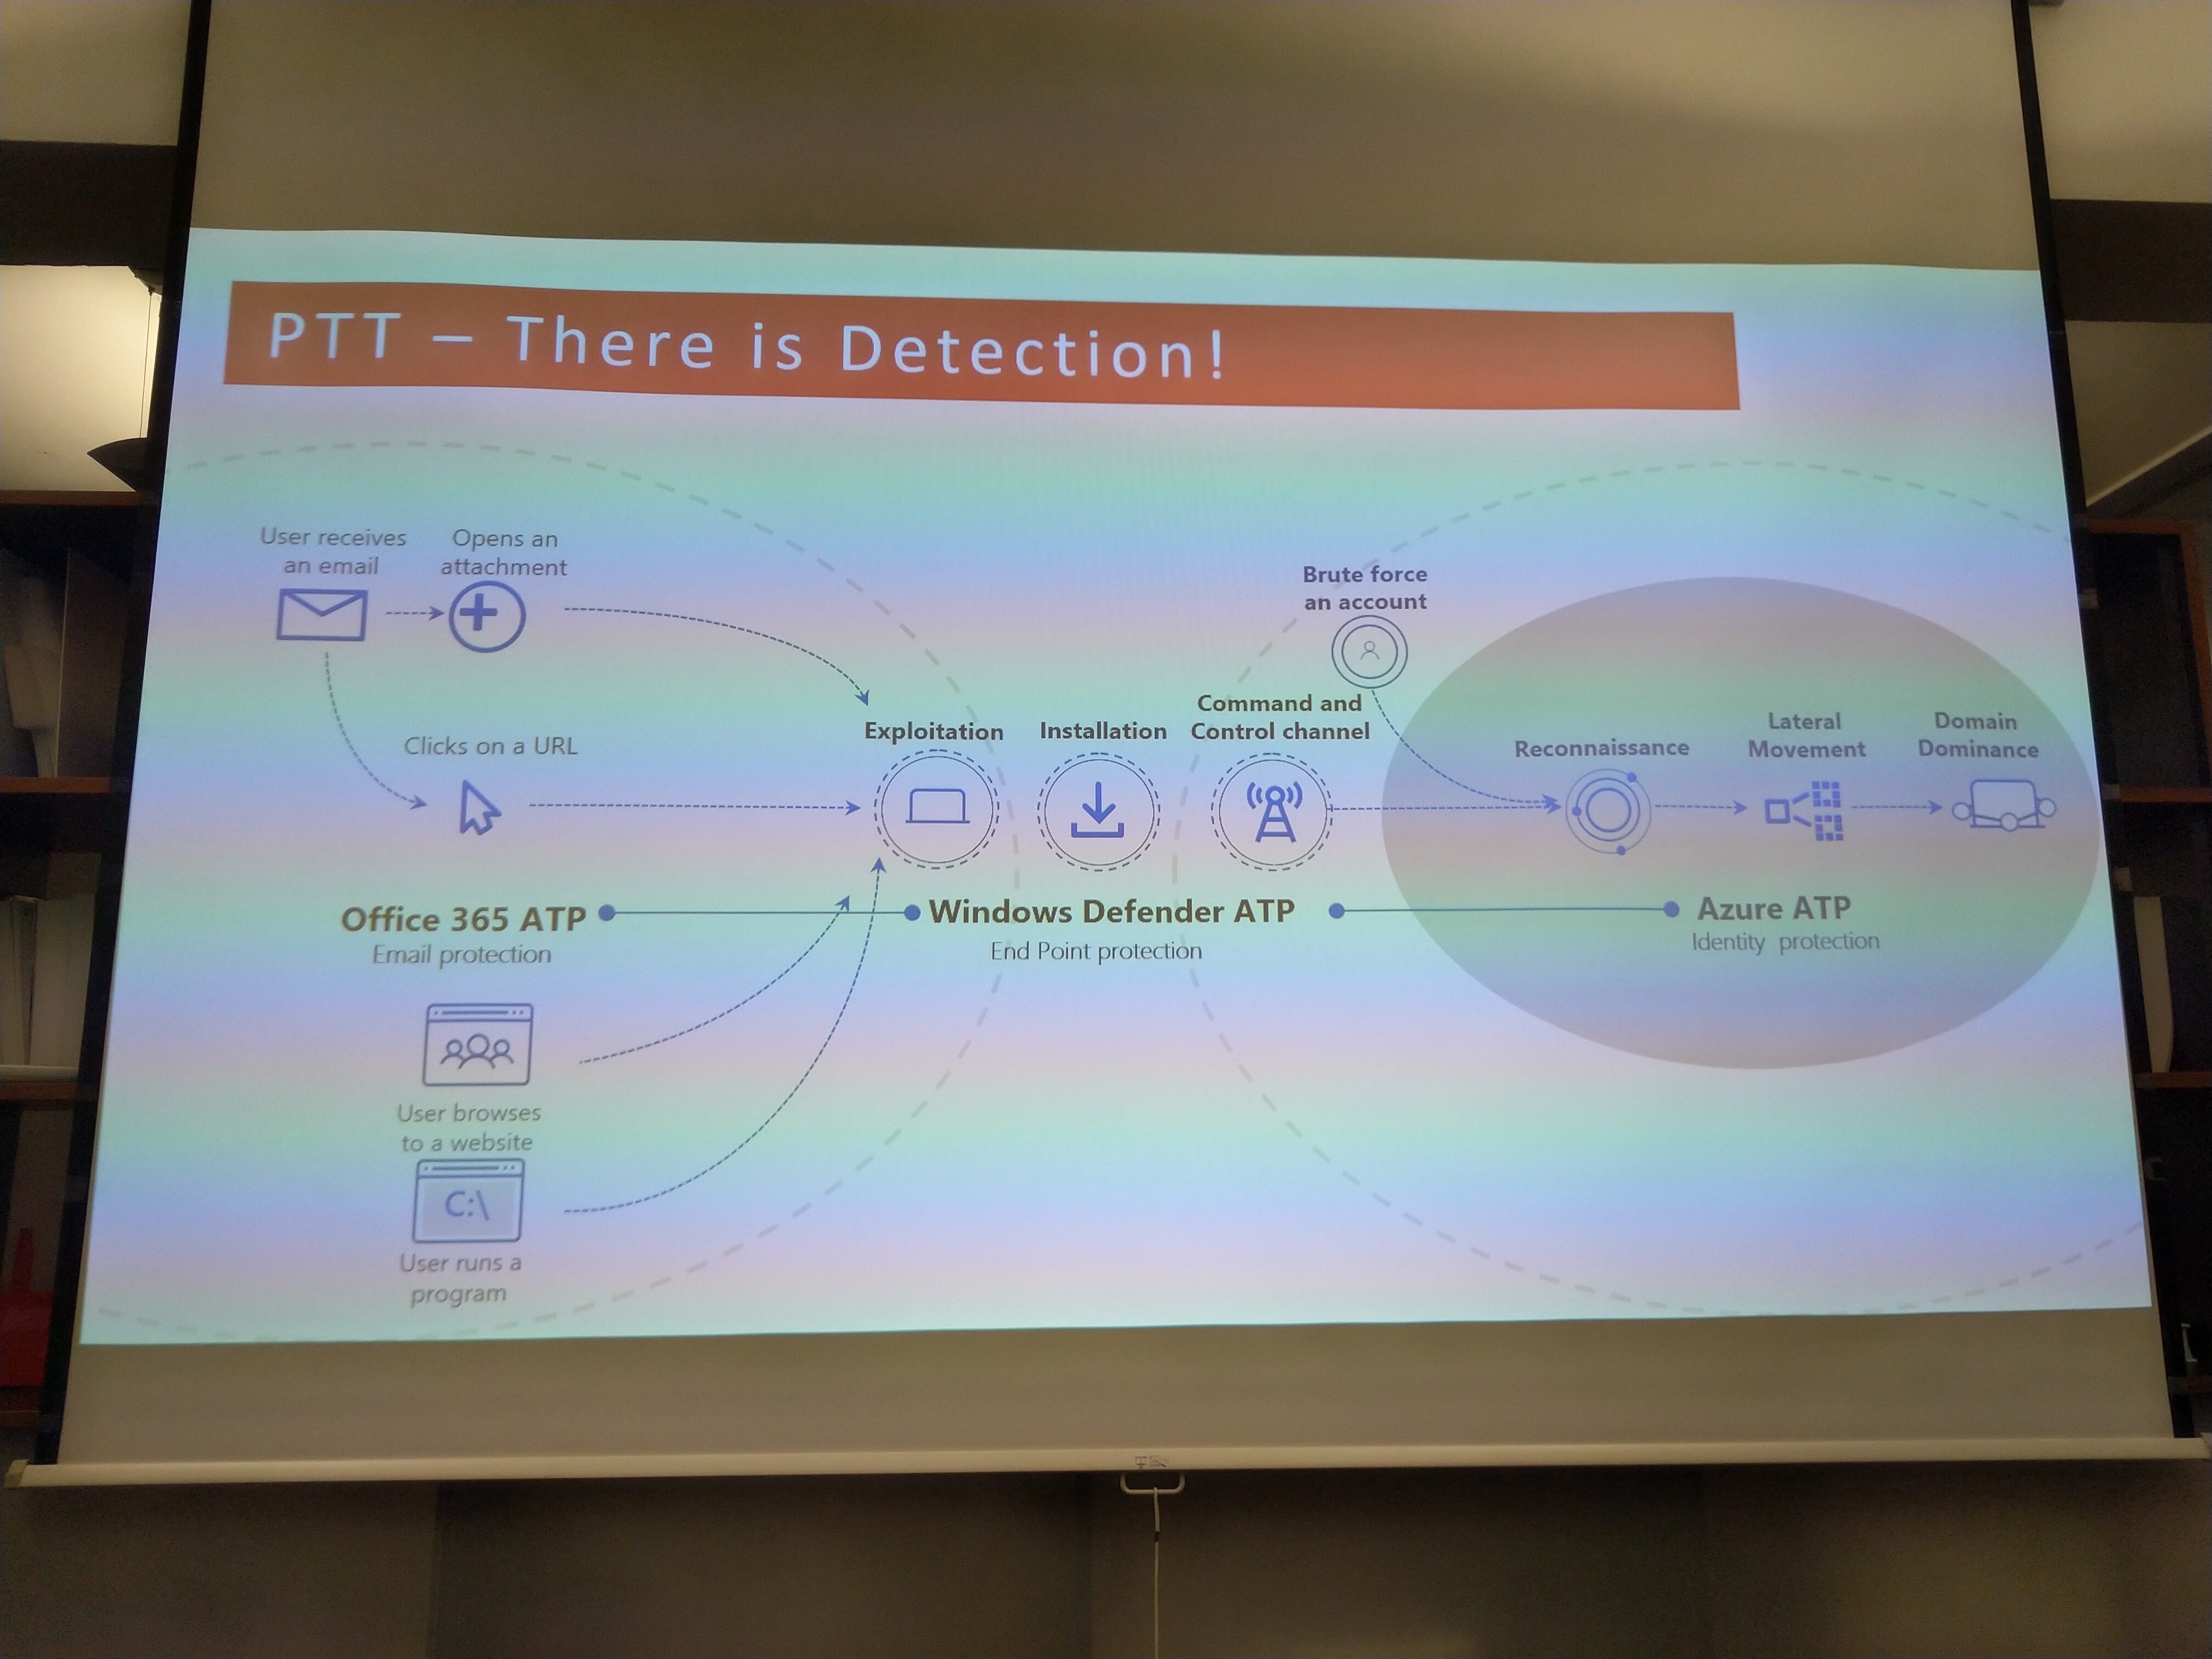 PTT – There is Detection!
User receives
an email
Opens an
attachment
Clicks on a URL
Brute force
an account
Exploitation
Installation
Command and
Control channel
Reconnaissance
Lateral
Movement
Domain
Dominance
Office 365 ATP
Email protection
Windows Defender ATP
End Point protection
Azure ATP
Identity protection
User browses
to a website
C:\
User runs a
program